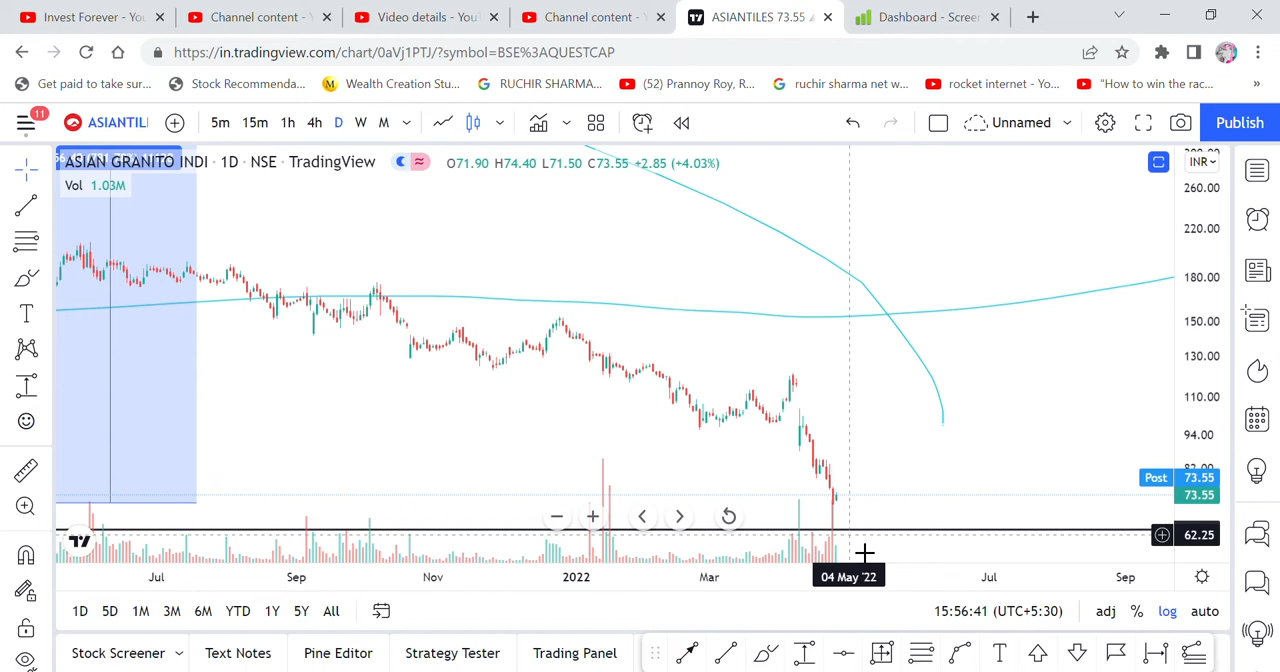 Invest Forever - You
Channel content - 
Video details - You
Channel content - 
ASIANTILES 73.55
Dashboard - Screen
https://in.tradingview.com/chart/0aVj1PTJ/?symbol=BSE%3AQUESTCAP
Get paid to take sur...
Stock Recommenda...
Wealth Creation Stu...
RUCHIR SHARMA...
(52) Prannoy Roy, R...
ruchir sharma net w...
rocket internet - Yo...
"How to win the rac...
»
11
ASIANTIL
5m 15m 1h 4h D W M
Unnamed
Publish
ASIAN GRANITO INDI · 1D · NSE · TradingView
O71.90 H74.40 L71.50 C73.55 +2.85 (+4.03%)
INR
Vol 1.03M
260.00
220.00
180.00
150.00
130.00
110.00
94.00
82.00
Post 73.55
73.55
62.25
Jul Sep Nov 2022 Mar 04 May '22 Jul Sep
1D 5D 1M 3M 6M YTD 1Y 5Y All
15:56:41 (UTC+5:30) adj % log auto
Stock Screener Text Notes Pine Editor Strategy Tester Trading Panel